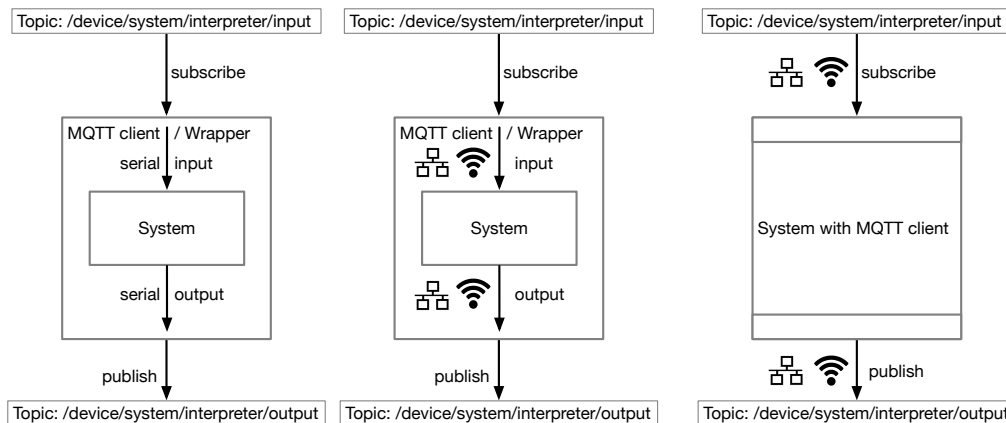 Topic: /device/system/interpreter/input
subscribe
MQTT client / Wrapper
serial input
System
serial output
publish
Topic: /device/system/interpreter/output
Topic: /device/system/interpreter/input
subscribe
MQTT client / Wrapper
input
System
output
publish
Topic: /device/system/interpreter/output
Topic: /device/system/interpreter/input
subscribe
System with MQTT client
publish
Topic: /device/system/interpreter/output